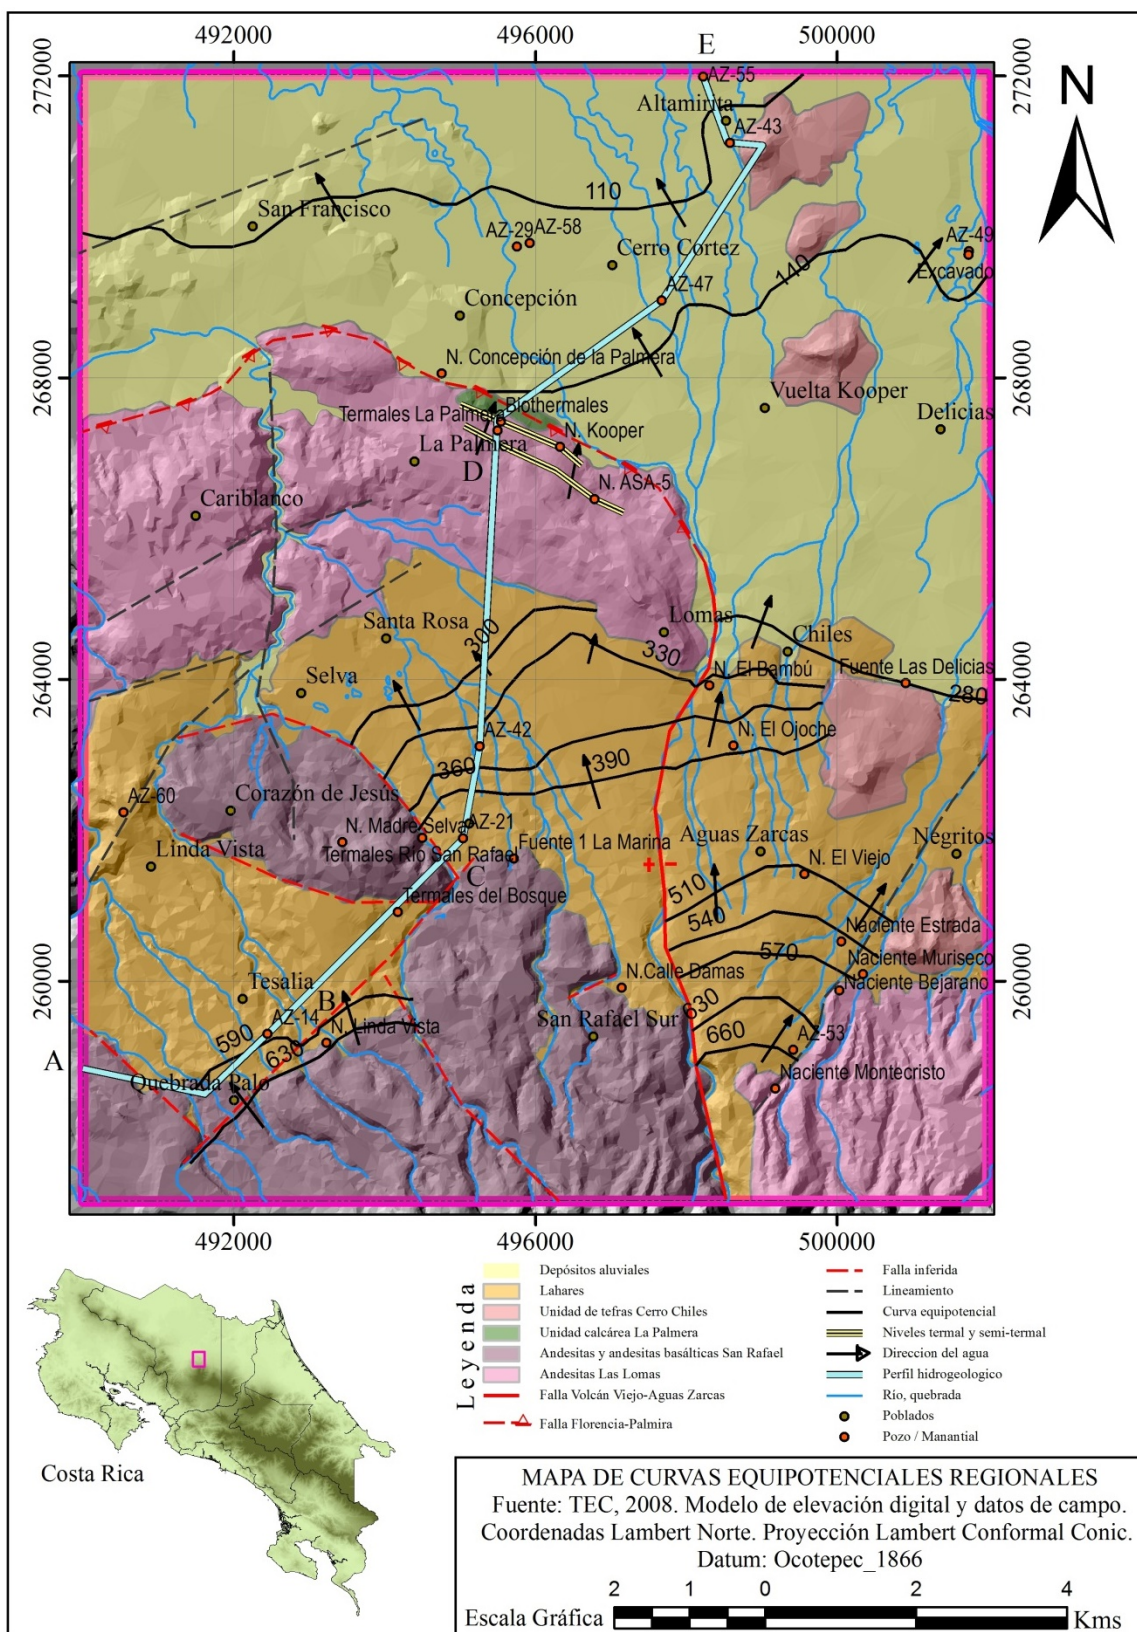 492000 496000 500000
E
272000 272000
N
AZ-55
Altamirita
AZ-43
110
San Francisco
AZ-29 AZ-58
AZ-49
Cerro Cortez
Excavado
140
AZ-47
Concepción
268000 268000
N. Concepción de la Palmera
Vuelta Kooper
Blothermales
Termales La Palmera
Delicias
N. Kooper
La Palmera
D
N. ASA-5
Cariblanco
Santa Rosa
300
Lomas
Chiles
330
N. El Bambú
Fuente Las Delicias
264000 264000
Selva
280
AZ-42
N. El Ojoche
360
390
AZ-60
Corazón de Jesús
AZ-21
N. Madre Selva
Fuente 1 La Marina
Aguas Zarcas
Negritos
Linda Vista
Termales Río San Rafael
N. El Viejo
C
510
Termales del Bosque
540
Naciente Estrada
570
Naciente Muriseco
260000 260000
N.Calle Damas
Naciente Bejarano
Tesalia
B
630
AZ-14
San Rafael Sur
590
N. Linda Vista
660
AZ-53
630
A
Quebrada Palo
Naciente Montecristo
492000 496000 500000
Leyenda
Depósitos aluviales
Lahares
Unidad de tefras Cerro Chiles
Unidad calcárea La Palmera
Andesitas y andesitas basálticas San Rafael
Andesitas Las Lomas
Falla Volcán Viejo-Aguas Zarcas
Falla Florencia-Palmira
Falla inferida
Lineamiento
Curva equipotencial
Niveles termal y semi-termal
Direccion del agua
Perfil hidrogeologico
Río, quebrada
Poblados
Pozo / Manantial
Costa Rica
MAPA DE CURVAS EQUIPOTENCIALES REGIONALES
Fuente: TEC, 2008. Modelo de elevación digital y datos de campo.
Coordenadas Lambert Norte. Proyección Lambert Conformal Conic.
Datum: Ocotepec_1866
2 1 0 2 4
Escala Gráfica Kms